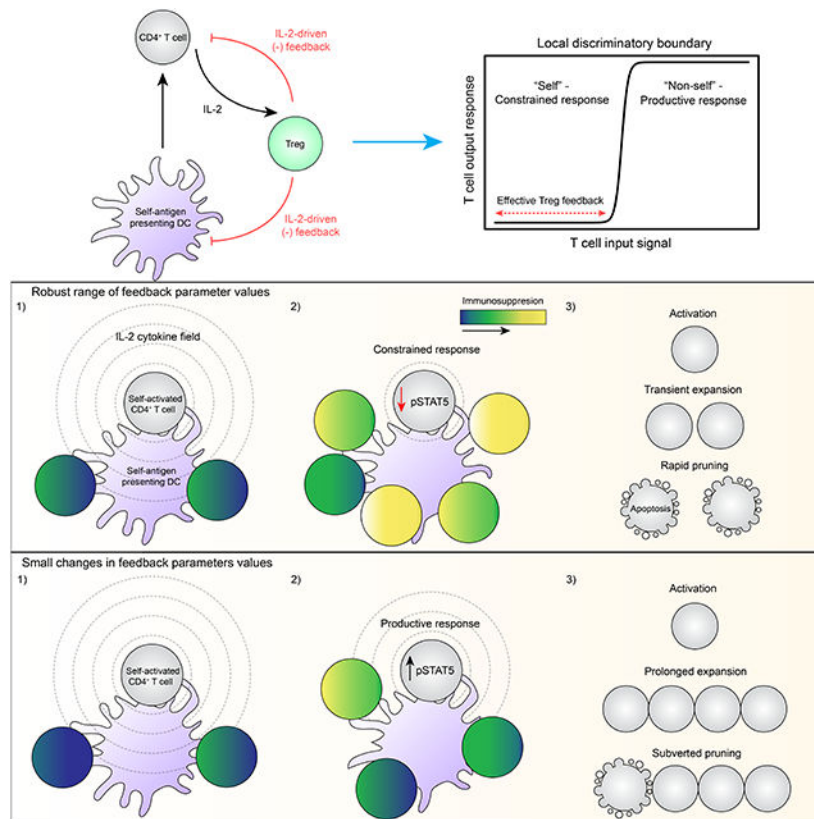 CD4⁺ T cell
IL-2-driven
(-) feedback
IL-2
Treg
Self-antigen
presenting DC
IL-2-driven
(-) feedback
Local discriminatory boundary
"Self" -
Constrained response
"Non-self" -
Productive response
T cell output response
Effective Treg feedback
T cell input signal
Robust range of feedback parameter values
1)
IL-2 cytokine field
Self-activated
CD4⁺ T cell
Self-antigen
presenting DC
2)
Immunosuppresion
Constrained response
pSTAT5
3)
Activation
Transient expansion
Rapid pruning
Apoptosis
Small changes in feedback parameters values
1)
Self-activated
CD4⁺ T cell
2)
Productive response
pSTAT5
3)
Activation
Prolonged expansion
Subverted pruning